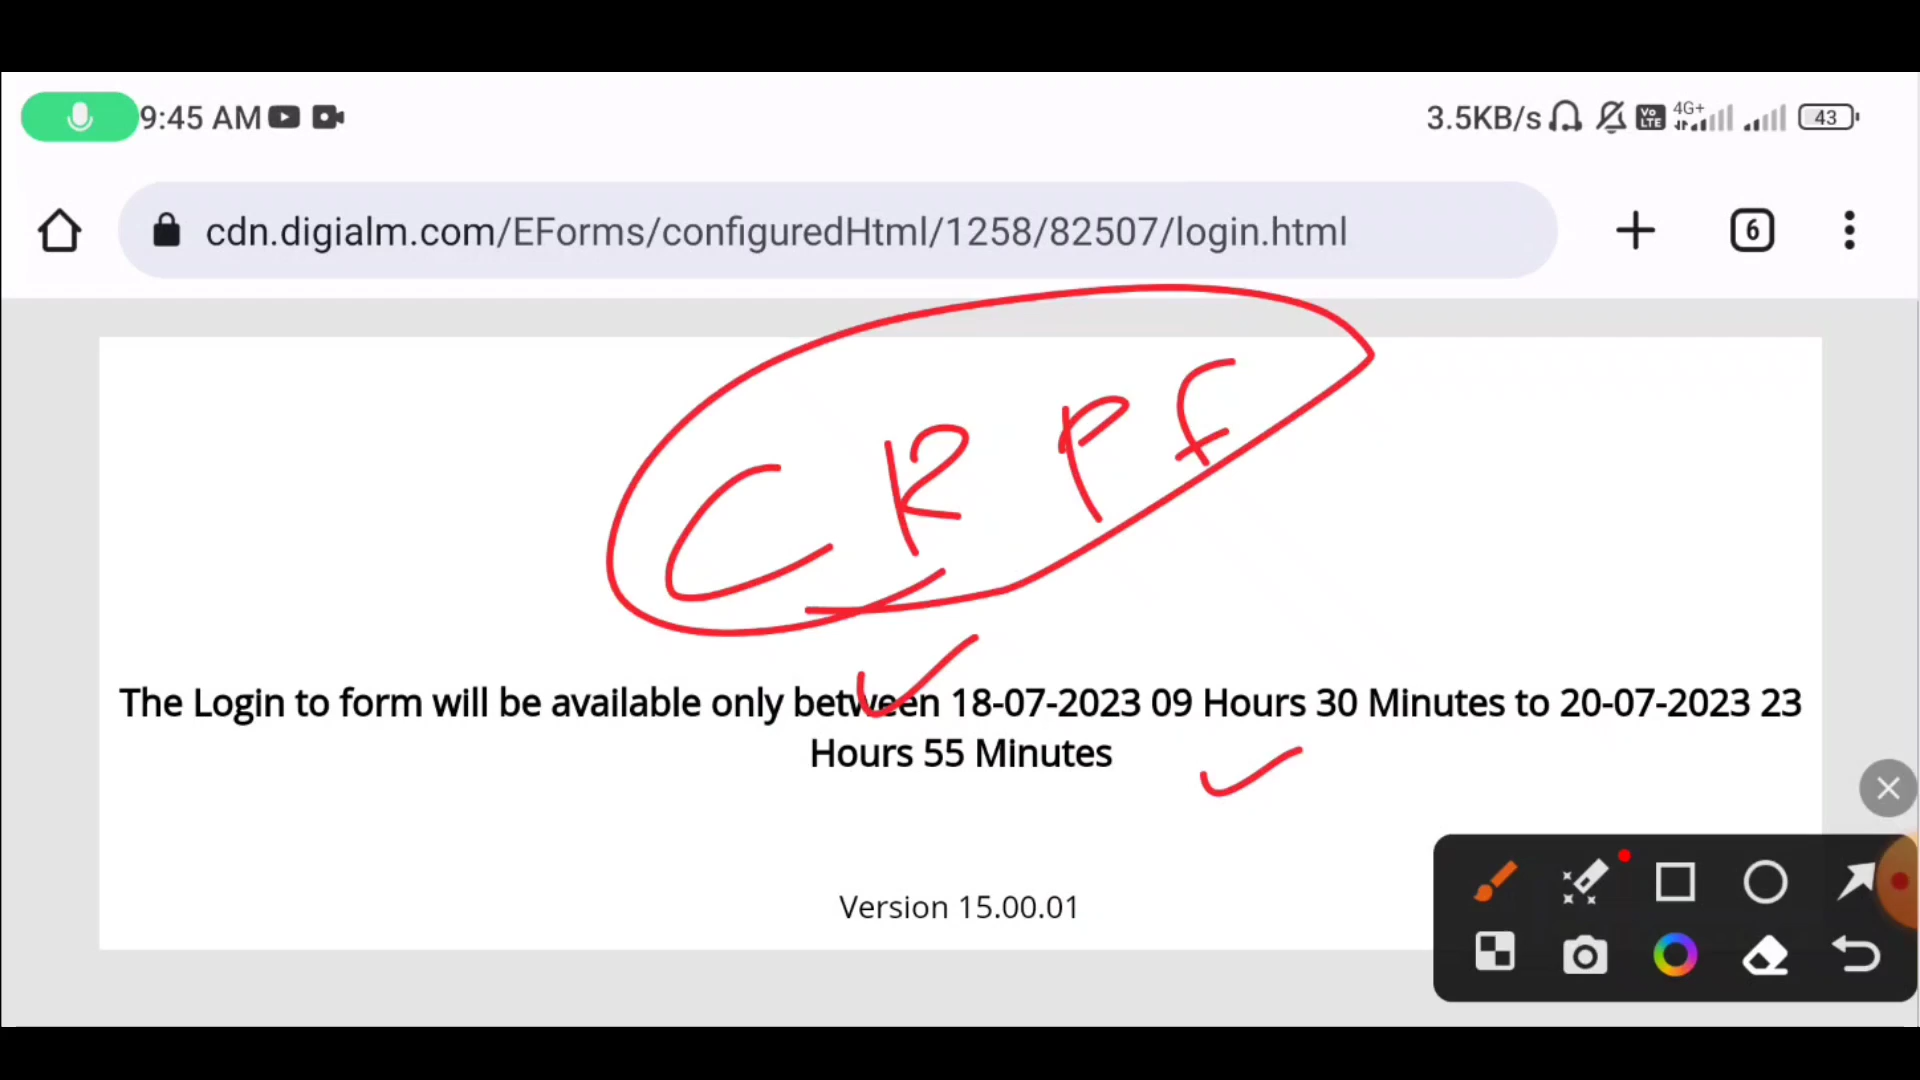 9:45 AM
3.5KB/s Vo LTE 4G+ 43
cdn.digialm.com/EForms/configuredHtml/1258/82507/login.html
6
C R P f
The Login to form will be available only between 18-07-2023 09 Hours 30 Minutes to 20-07-2023 23
Hours 55 Minutes
Version 15.00.01